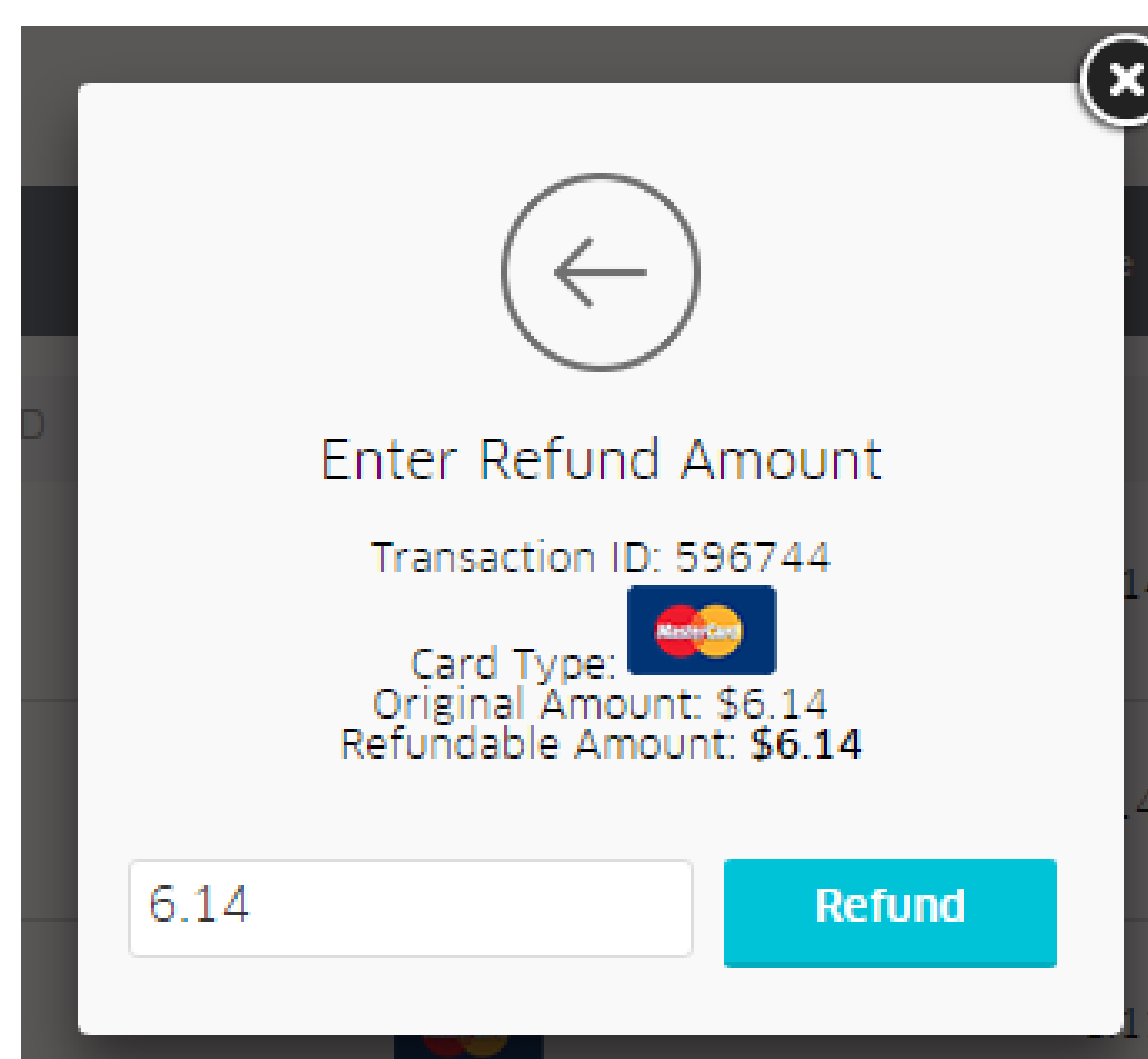 Enter Refund Amount
Transaction ID: 596744
Card Type: MasterCard
Original Amount: $6.14
Refundable Amount: $6.14
6.14
Refund